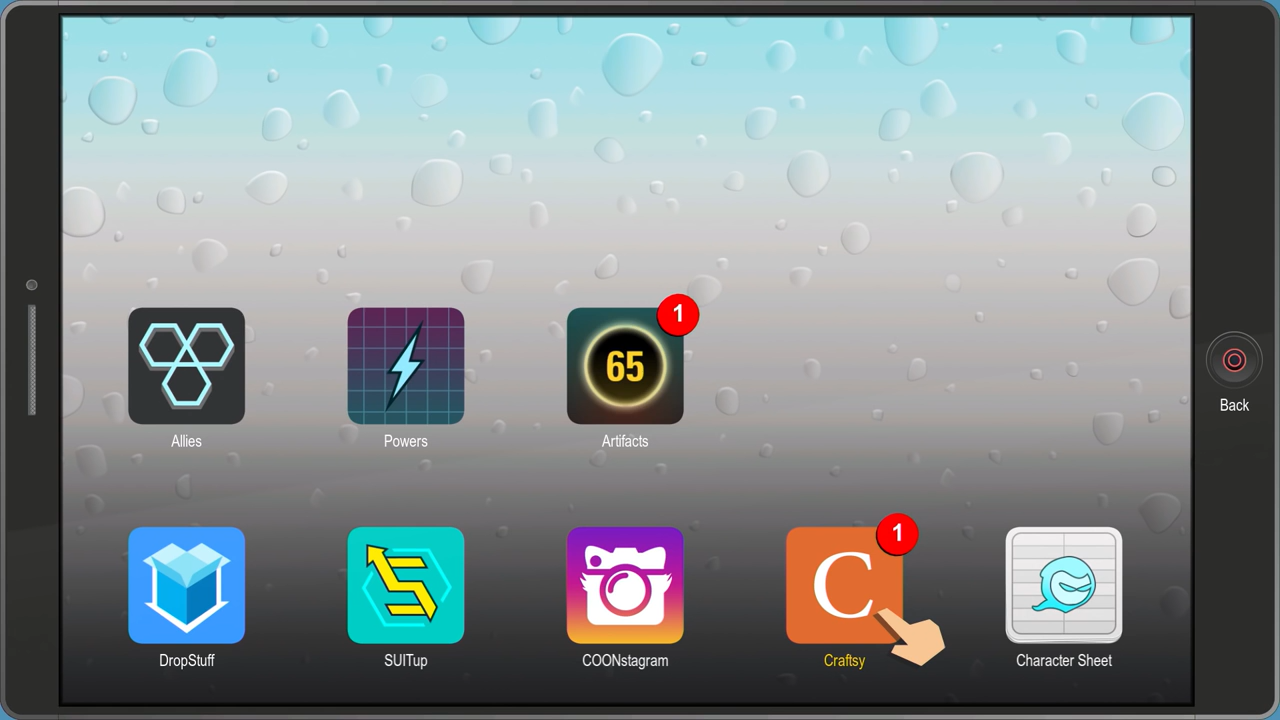 1
65
Allies
Powers
Artifacts
Back
1
C
DropStuff
SUITup
COONstagram
Craftsy
Character Sheet